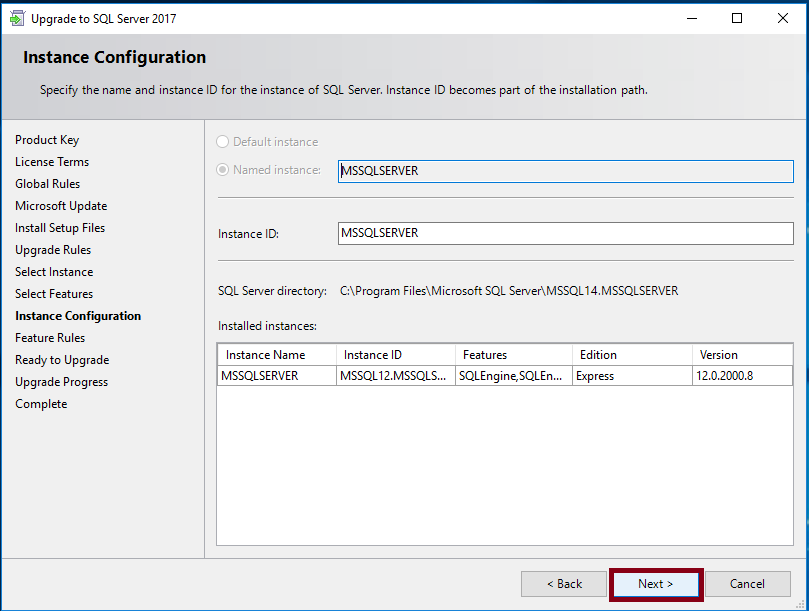 Upgrade to SQL Server 2017
Instance Configuration
Specify the name and instance ID for the instance of SQL Server. Instance ID becomes part of the installation path.
Product Key
License Terms
Global Rules
Microsoft Update
Install Setup Files
Upgrade Rules
Select Instance
Select Features
Instance Configuration
Feature Rules
Ready to Upgrade
Upgrade Progress
Complete
Default instance
Named instance: MSSQLSERVER
Instance ID: MSSQLSERVER
SQL Server directory: C:\Program Files\Microsoft SQL Server\MSSQL14.MSSQLSERVER
Installed instances:
Instance Name Instance ID Features Edition Version
MSSQLSERVER MSSQL12.MSSQLS... SQLEngine,SQLEn... Express 12.0.2000.8
< Back Next > Cancel